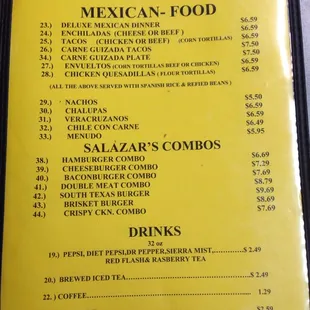 MEXICAN- FOOD
23.) DELUXE MEXICAN DINNER $6.59
24.) ENCHILADAS (CHEESE OR BEEF ) $6.59
25.) TACOS (CHICKEN OR BEEF) (CORN TORTILLAS) $6.59
26.) CARNE GUIZADA TACOS $7.50
34.) CARNE GUIZADA PLATE $7.50
27.) ENVUELTOS (CORN TORTILLAS BEEF OR CHICKEN) $6.59
28.) CHICKEN QUESADILLAS ( FLOUR TORTILLAS) $6.59
(ALL THE ABOVE SERVED WITH SPANISH RICE & REFIED BEANS )
29.) NACHOS $5.50
30.) CHALUPAS $6.59
31.) VERACRUZANOS $6.59
32.) CHILE CON CARNE $6.49
33.) MENUDO $5.95
SALÁZAR'S COMBOS
38.) HAMBURGER COMBO $6.69
39.) CHEESEBURGER COMBO $7.29
40.) BACONBURGER COMBO $7.69
41.) DOUBLE MEAT COMBO $8.79
42.) SOUTH TEXAS BURGER $9.69
43.) BRISKET BURGER $8.69
44.) CRISPY CKN. COMBO $7.69
DRINKS
32 oz
19.) PEPSI, DIET PEPSI,DR PEPPER,SIERRA MIST,..............$ 2.49
RED FLASH& RASBERRY TEA
20.) BREWED ICED TEA..............................$ 2.49
22. ) COFFEE.......................................... 1.29